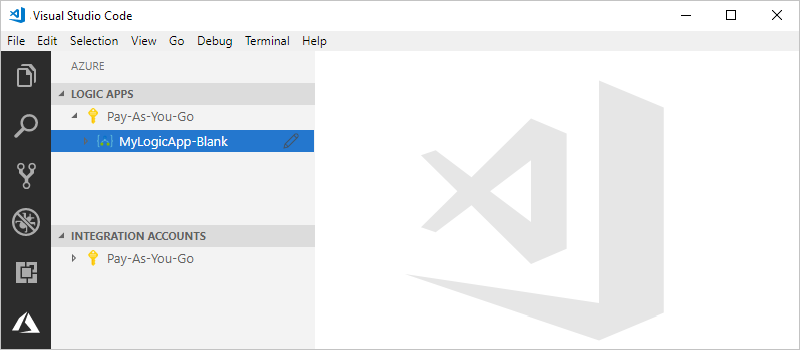 Visual Studio Code
File Edit Selection View Go Debug Terminal Help
AZURE
LOGIC APPS
Pay-As-You-Go
MyLogicApp-Blank
INTEGRATION ACCOUNTS
Pay-As-You-Go